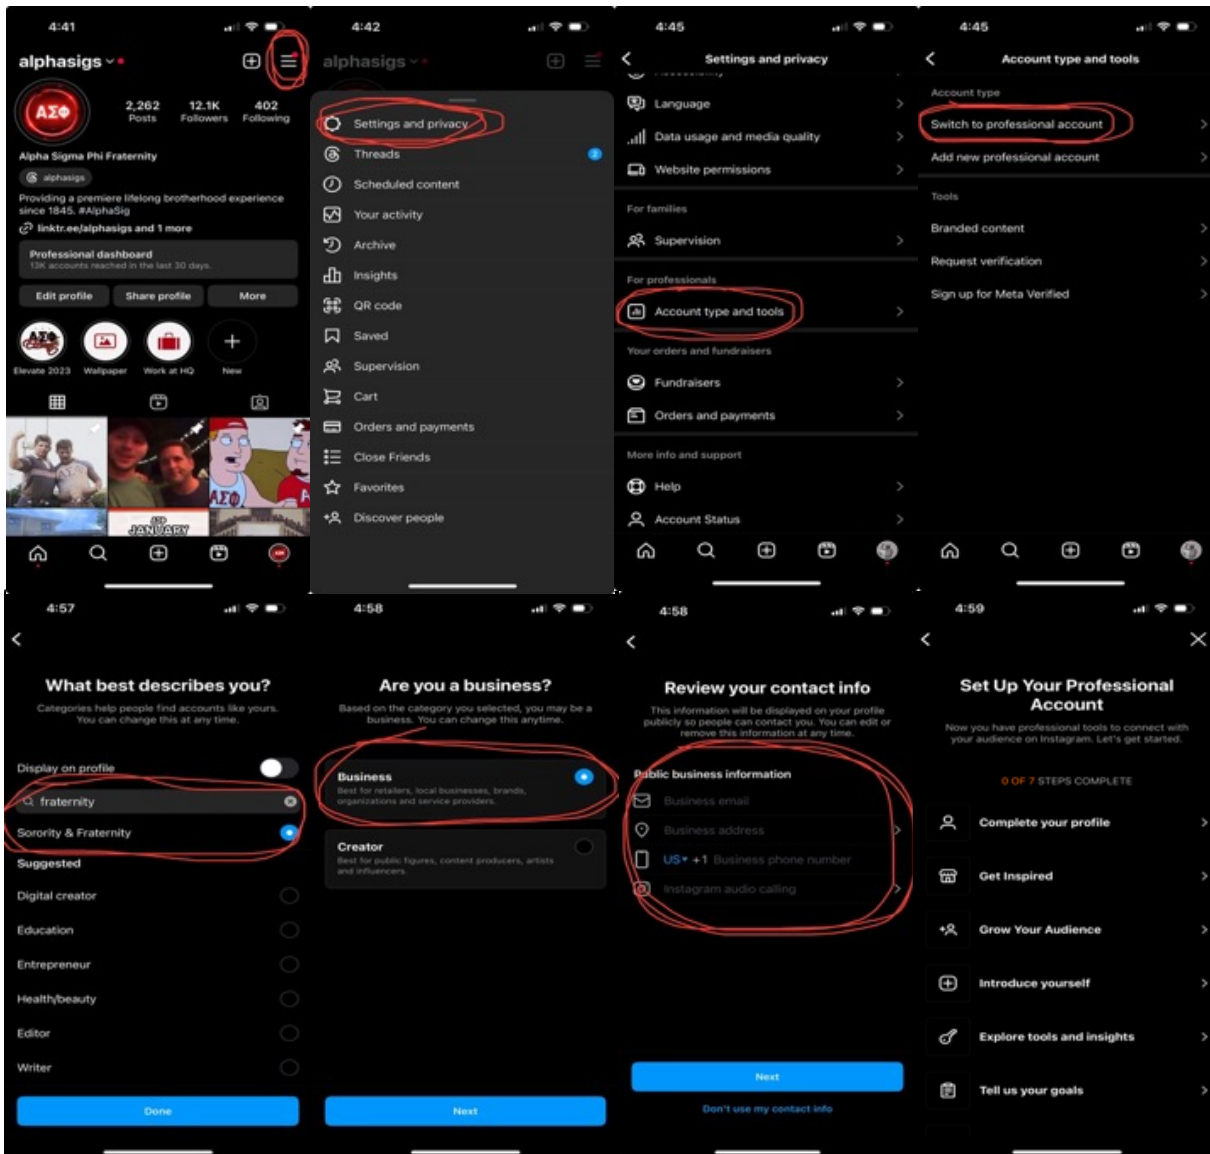 4:41
alphasigs
ΑΣΦ
2,262
12.1K
402
Posts
Followers
Following
Alpha Sigma Phi Fraternity
alphasigs
Providing a premiere lifelong brotherhood experience
since 1845. #AlphaSig
linktr.ee/alphasigs and 1 more
Professional dashboard
13K accounts reached in the last 30 days.
Edit profile
Share profile
More
ΑΣΦ
Elevate 2023
Wallpaper
Work at HQ
New
ΑΣΦ
ΑΣΦ
JANUARY
4:42
alphasigs
Settings and privacy
Threads
2
Scheduled content
Your activity
Archive
Insights
QR code
Saved
Supervision
Cart
Orders and payments
Close Friends
Favorites
Discover people
4:45
Settings and privacy
Accessibility
Language
Data usage and media quality
Website permissions
For families
Supervision
For professionals
Account type and tools
Your orders and fundraisers
Fundraisers
Orders and payments
More info and support
Help
Account Status
4:45
Account type and tools
Account type
Switch to professional account
Add new professional account
Tools
Branded content
Request verification
Sign up for Meta Verified
4:57
What best describes you?
Categories help people find accounts like yours.
You can change this at any time.
Display on profile
fraternity
Sorority & Fraternity
Suggested
Digital creator
Education
Entrepreneur
Health/beauty
Editor
Writer
Done
4:58
Are you a business?
Based on the category you selected, you may be a
business. You can change this anytime.
Business
Best for retailers, local businesses, brands,
organizations and service providers.
Creator
Best for public figures, content producers, artists
and influencers.
Next
4:58
Review your contact info
This information will be displayed on your profile
publicly so people can contact you. You can edit or
remove this information at any time.
Public business information
Business email
Business address
US +1 Business phone number
Instagram audio calling
Next
Don't use my contact info
4:59
Set Up Your Professional
Account
Now you have professional tools to connect with
your audience on Instagram. Let's get started.
0 OF 7 STEPS COMPLETE
Complete your profile
Get Inspired
Grow Your Audience
Introduce yourself
Explore tools and insights
Tell us your goals